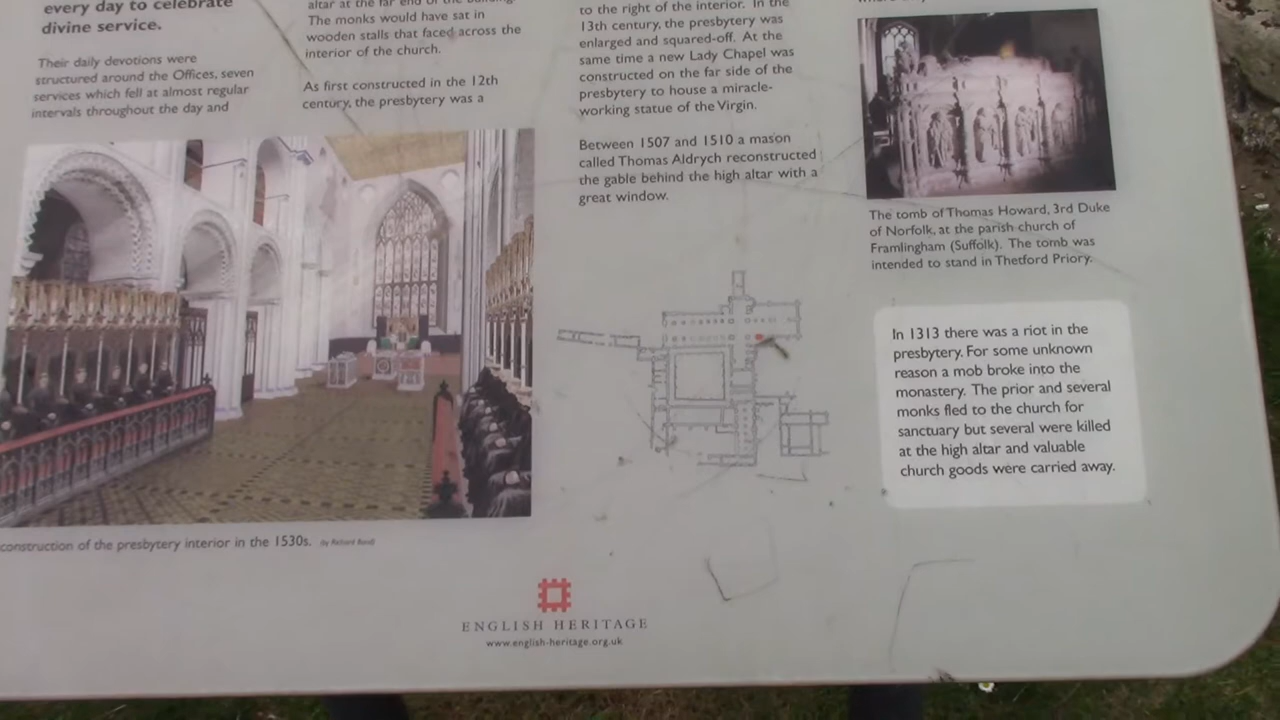 every day to celebrate
divine service.
Their daily devotions were
structured around the Offices, seven
services which fell at almost regular
intervals throughout the day and
altar at the far end of the building.
The monks would have sat in
wooden stalls that faced across the
interior of the church.
As first constructed in the 12th
century, the presbytery was a
to the right of the interior. In the
13th century, the presbytery was
enlarged and squared-off. At the
same time a new Lady Chapel was
constructed on the far side of the
presbytery to house a miracle-
working statue of the Virgin.
Between 1507 and 1510 a mason
called Thomas Aldrych reconstructed
the gable behind the high altar with a
great window.
The tomb of Thomas Howard, 3rd Duke
of Norfolk, at the parish church of
Framlingham (Suffolk). The tomb was
intended to stand in Thetford Priory.
In 1313 there was a riot in the
presbytery. For some unknown
reason a mob broke into the
monastery. The prior and several
monks fled to the church for
sanctuary but several were killed
at the high altar and valuable
church goods were carried away.
construction of the presbytery interior in the 1530s.
ENGLISH HERITAGE
www.english-heritage.org.uk